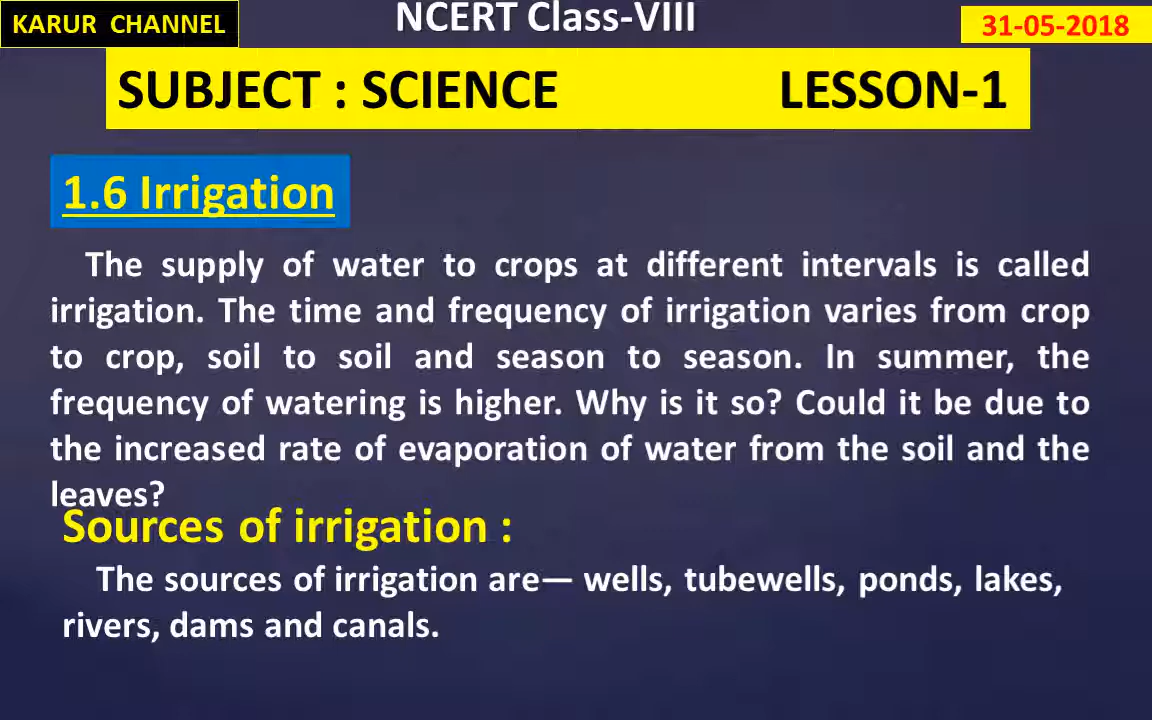 KARUR CHANNEL
NCERT Class-VIII
31-05-2018
SUBJECT : SCIENCE LESSON-1
1.6 Irrigation
The supply of water to crops at different intervals is called
irrigation. The time and frequency of irrigation varies from crop
to crop, soil to soil and season to season. In summer, the
frequency of watering is higher. Why is it so? Could it be due to
the increased rate of evaporation of water from the soil and the
leaves?
Sources of irrigation :
The sources of irrigation are— wells, tubewells, ponds, lakes,
rivers, dams and canals.